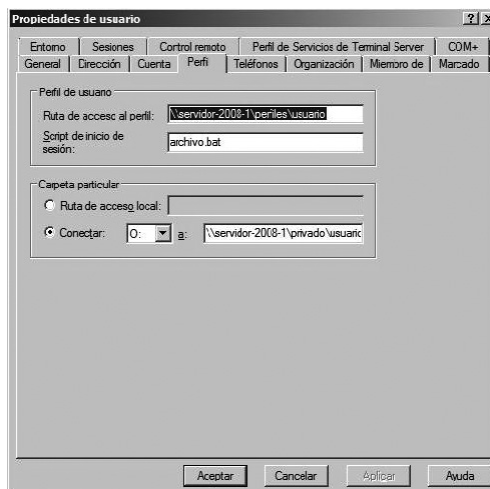 Propiedades de usuario
Entorno Sesiones Control remoto Perfil de Servicios de Terminal Server COM+
General Dirección Cuenta Perfil Teléfonos Organización Miembro de Marcado
Perfil de usuario
Ruta de acceso al perfil: \\servidor-2008-1\perfiles\usuario
Script de inicio de sesión: archivo.bat
Carpeta particular
Ruta de acceso local:
Conectar: O: a: \\servidor-2008-1\privado\usuario
Aceptar Cancelar Aplicar Ayuda